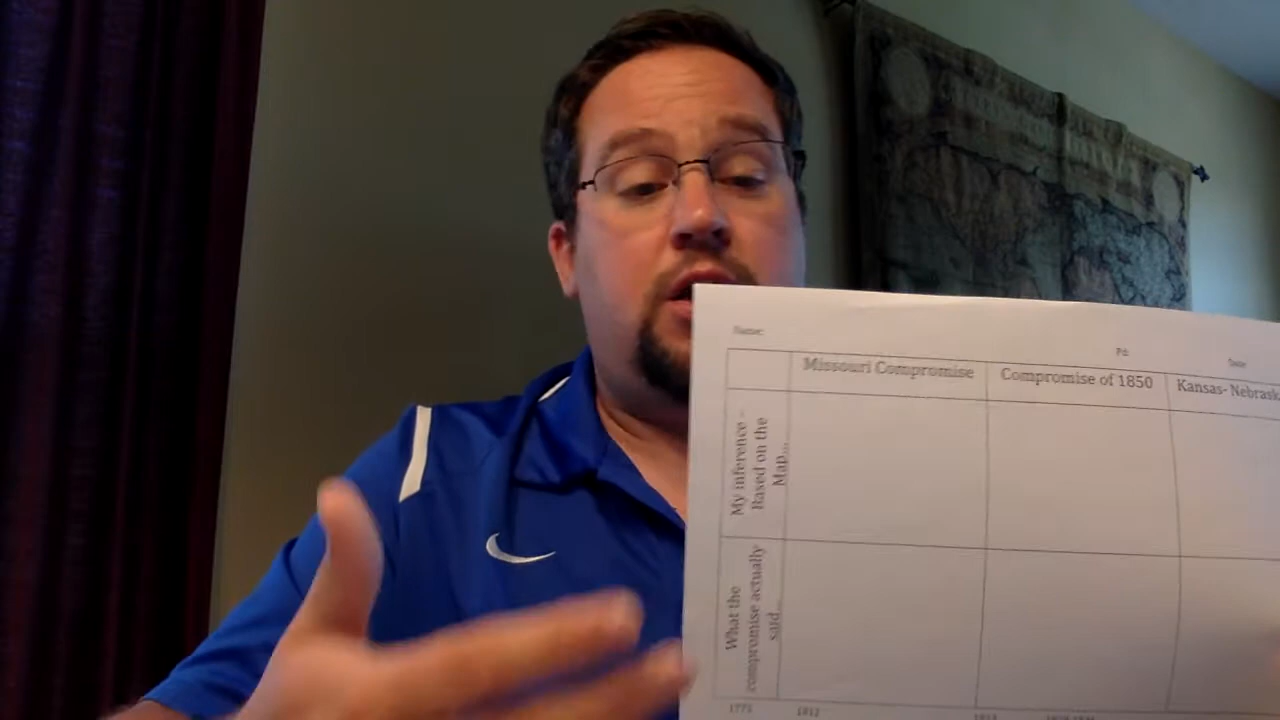 Name:
Pd:
Date
Missouri Compromise
Compromise of 1850
Kansas- Nebrask
My inference –
Based on the
Map...
What the
compromise actually
said...
1812